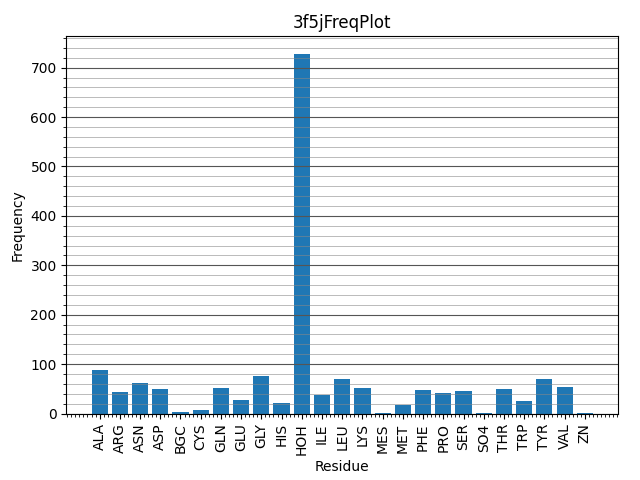 3f5jFreqPlot
Frequency
700
600
500
400
300
200
100
0
ALA ARG ASN ASP BGC CYS GLN GLU GLY HIS HOH ILE LEU LYS MES MET PHE PRO SER SO4 THR TRP TYR VAL ZN
Residue